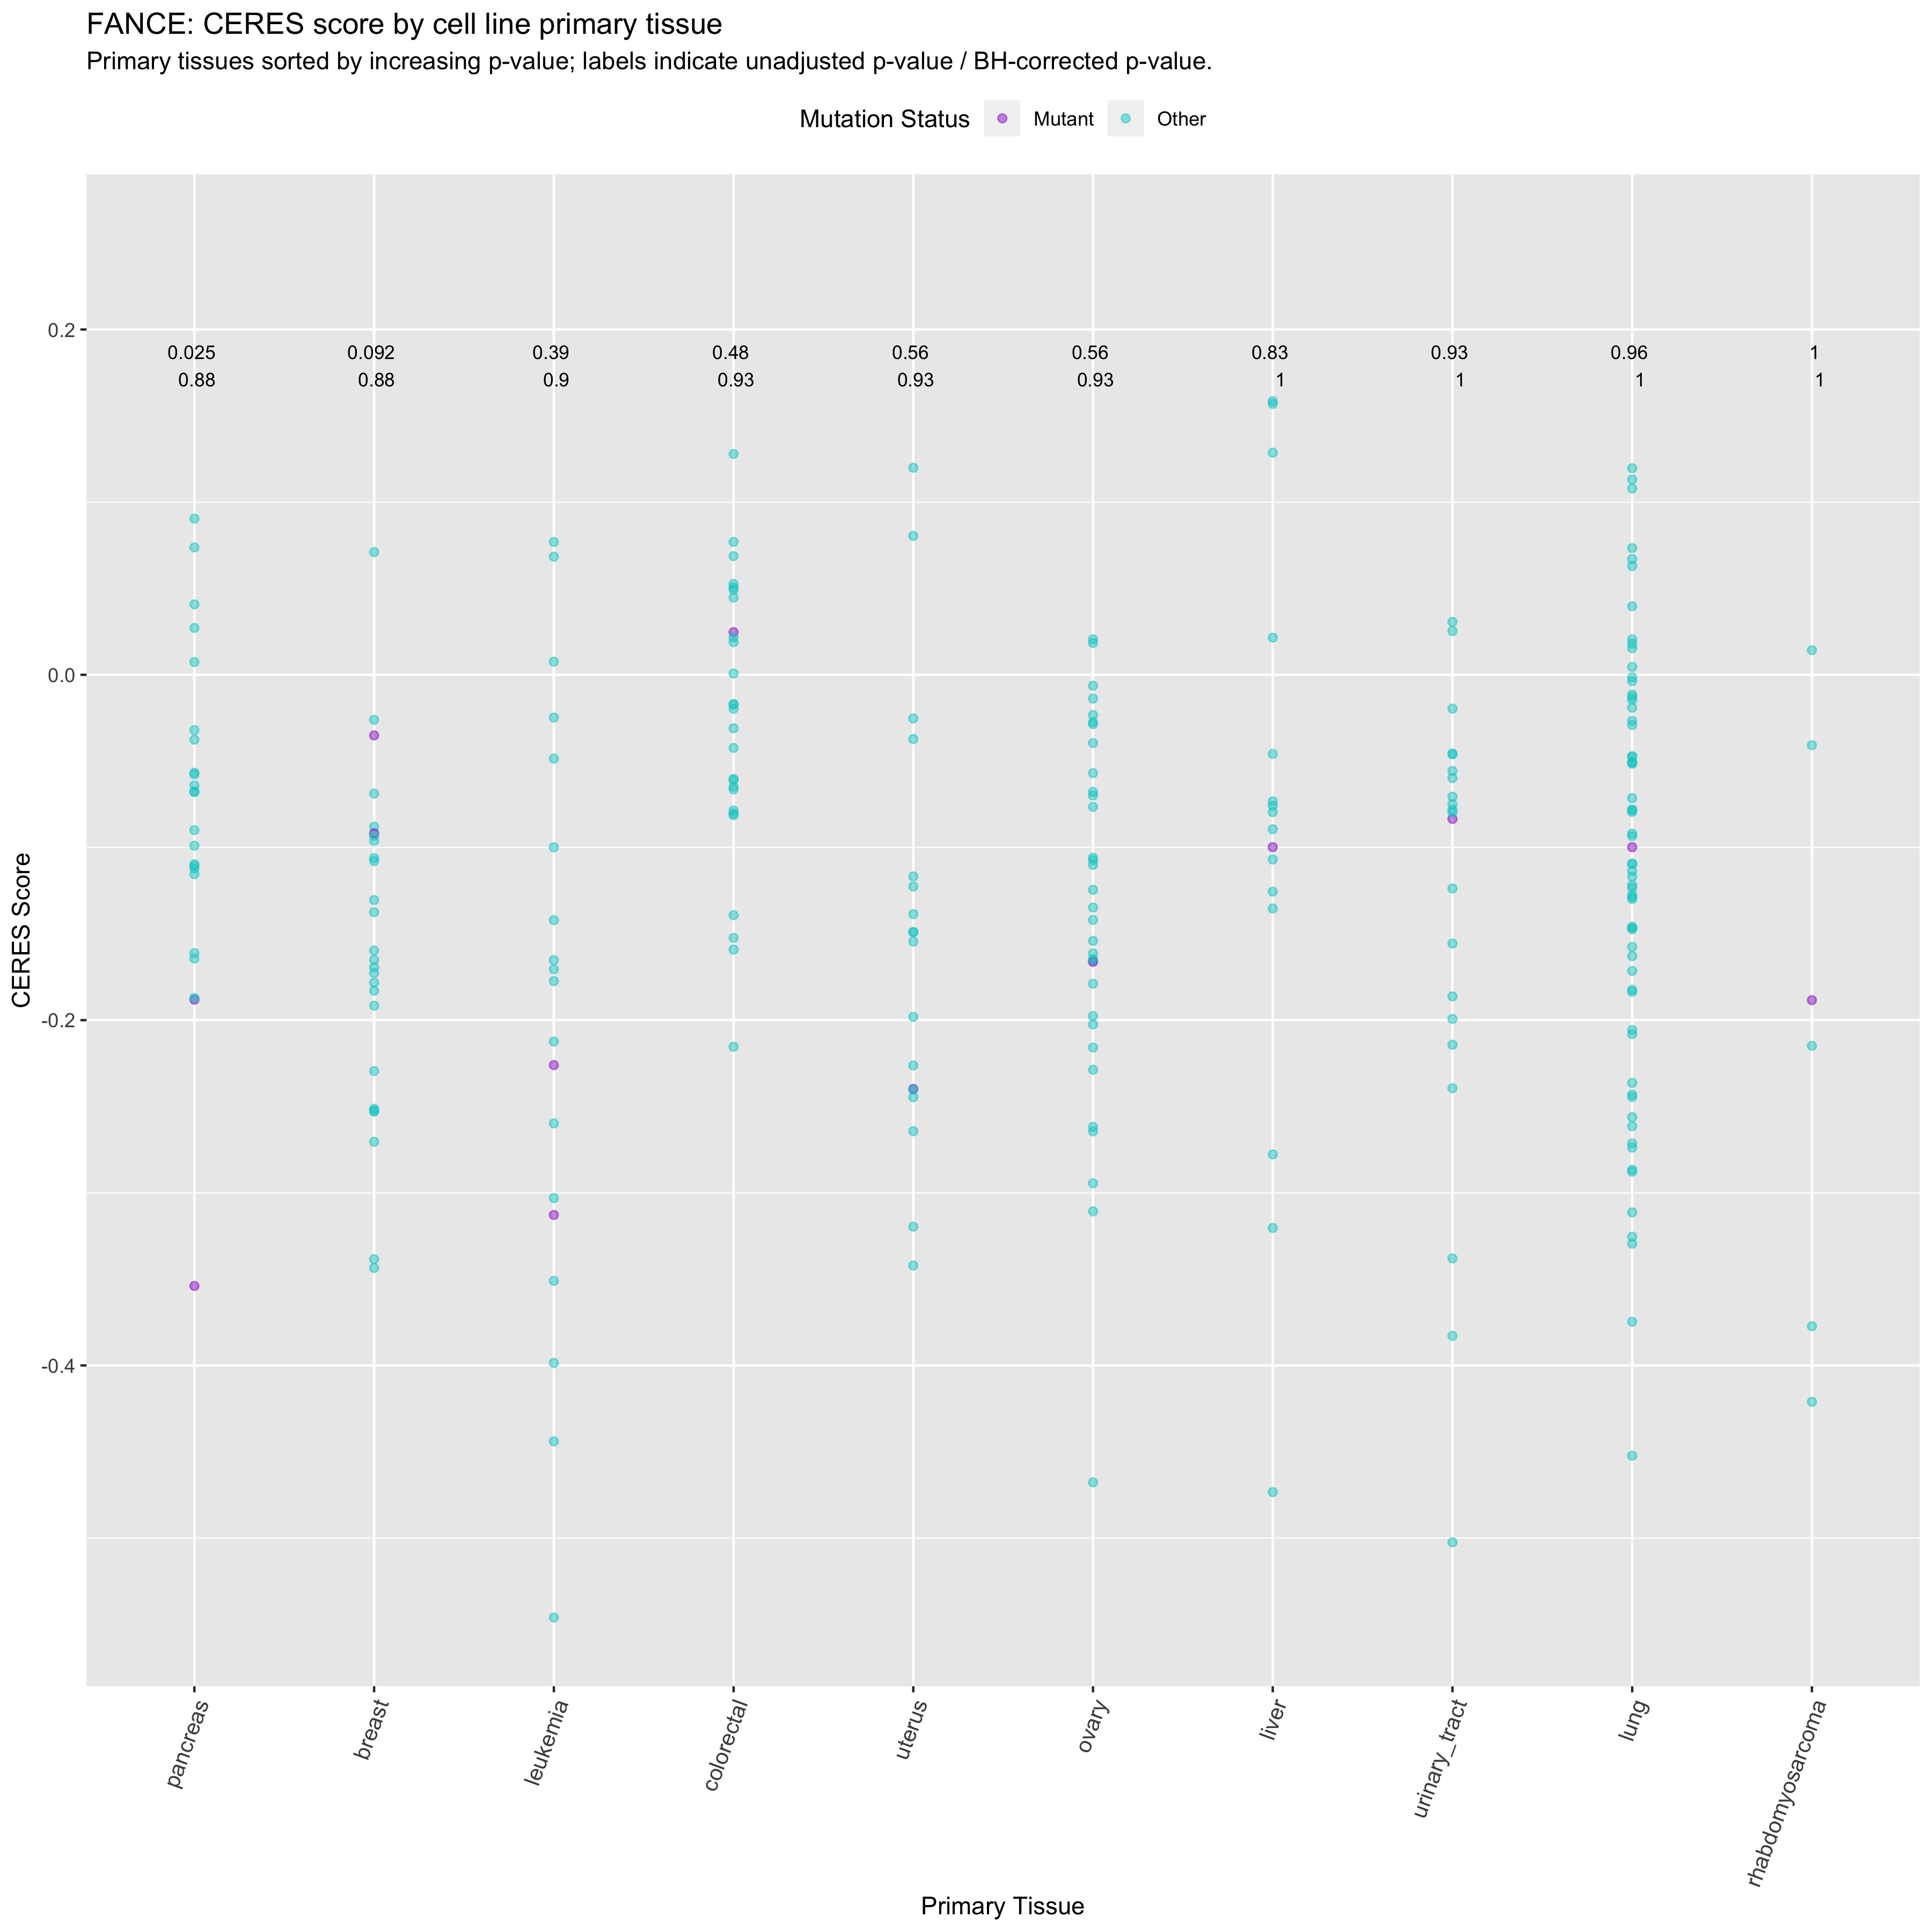 FANCE: CERES score by cell line primary tissue
Primary tissues sorted by increasing p-value; labels indicate unadjusted p-value / BH-corrected p-value.
Mutation Status Mutant Other
0.2
0.025 0.092 0.39 0.48 0.56 0.56 0.83 0.93 0.96 1
0.88 0.88 0.9 0.93 0.93 0.93 1 1 1 1
0.0
CERES Score
-0.2
-0.4
pancreas breast leukemia colorectal uterus ovary liver urinary_tract lung rhabdomyosarcoma
Primary Tissue